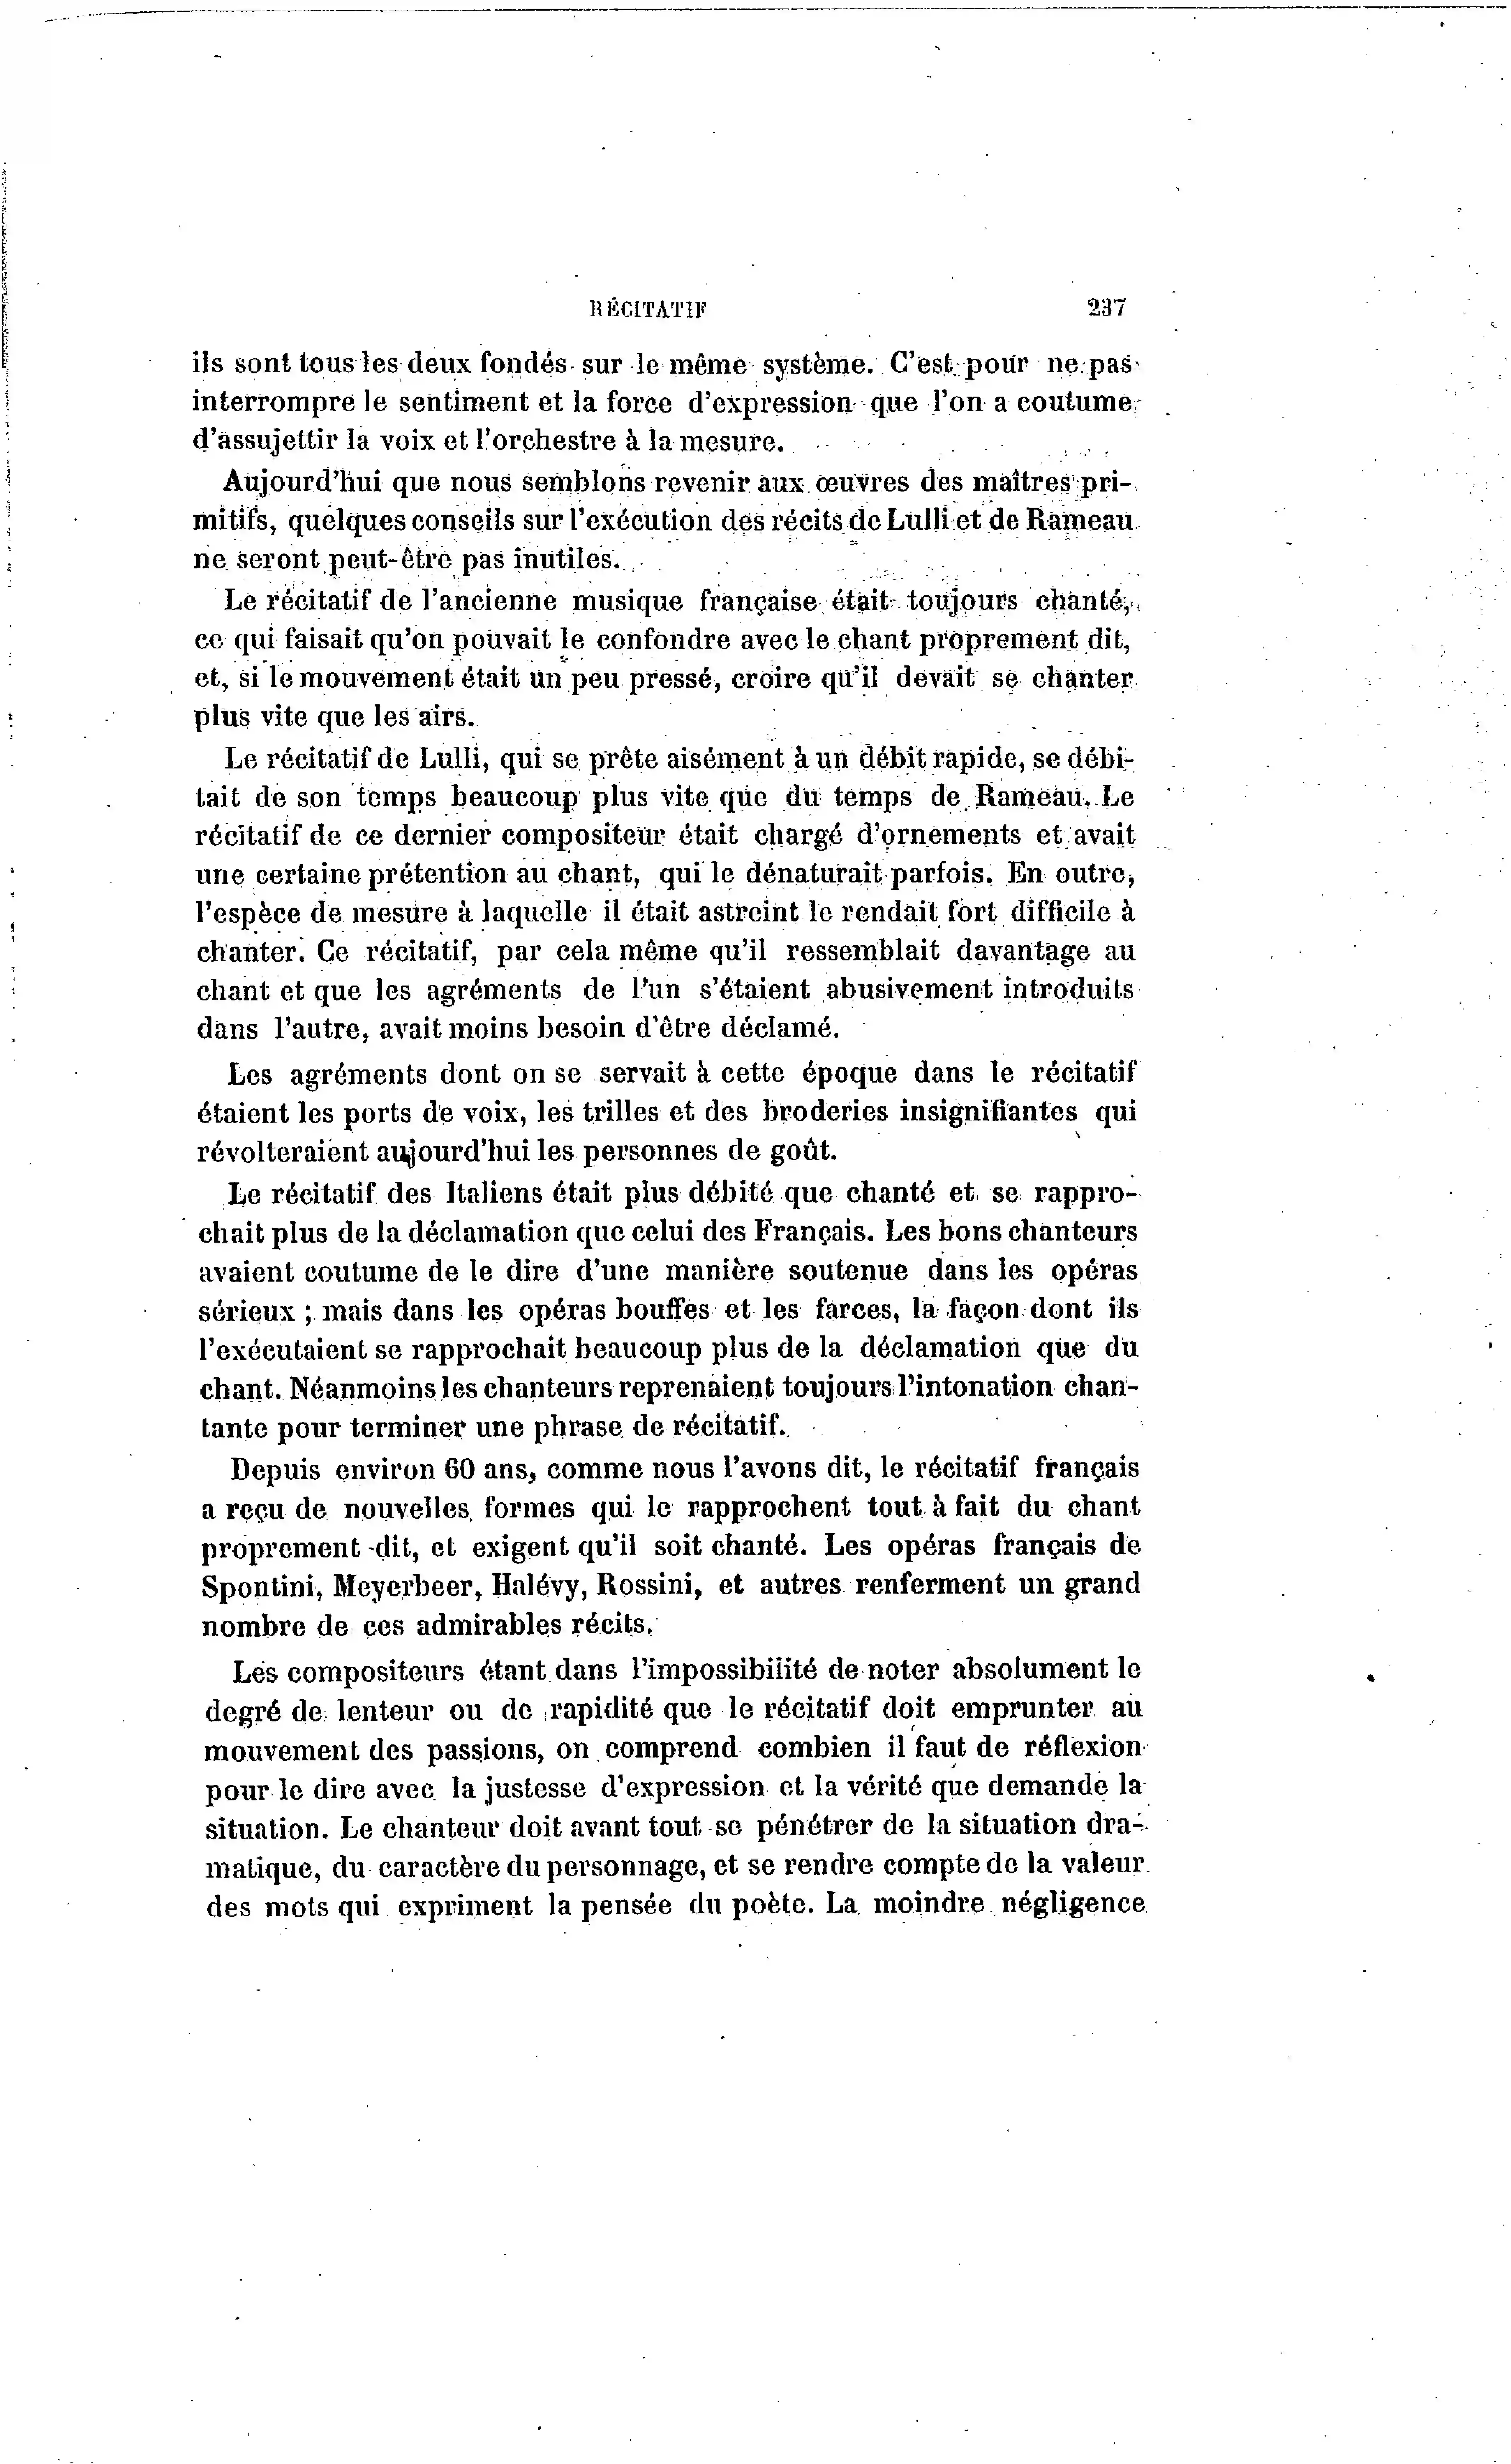 RÉCITATIF 237
ils sont tous les deux fondés sur le même système. C'est pour ne pas
interrompre le sentiment et la force d'expression que l'on a coutume
d'assujettir la voix et l'orchestre à la mesure.
Aujourd'hui que nous semblons revenir aux œuvres des maîtres pri-
mitifs, quelques conseils sur l'exécution des récits de Lulli et de Rameau
ne seront peut-être pas inutiles.
Le récitatif de l'ancienne musique française était toujours chanté,
ce qui faisait qu'on pouvait le confondre avec le chant proprement dit,
et, si le mouvement était un peu pressé, croire qu'il devait se chanter
plus vite que les airs.
Le récitatif de Lulli, qui se prête aisément à un débit rapide, se débi-
tait de son temps beaucoup plus vite que du temps de Rameau. Le
récitatif de ce dernier compositeur était chargé d'ornements et avait
une certaine prétention au chant, qui le dénaturait parfois. En outre,
l'espèce de mesure à laquelle il était astreint le rendait fort difficile à
chanter. Ce récitatif, par cela même qu'il ressemblait davantage au
chant et que les agréments de l'un s'étaient abusivement introduits
dans l'autre, avait moins besoin d'être déclamé.
Les agréments dont on se servait à cette époque dans le récitatif
étaient les ports de voix, les trilles et des broderies insignifiantes qui
révolteraient aujourd'hui les personnes de goût.
Le récitatif des Italiens était plus débité que chanté et se rappro-
chait plus de la déclamation que celui des Français. Les bons chanteurs
avaient coutume de le dire d'une manière soutenue dans les opéras
sérieux ; mais dans les opéras bouffes et les farces, la façon dont ils
l'exécutaient se rapprochait beaucoup plus de la déclamation que du
chant. Néanmoins les chanteurs reprenaient toujours l'intonation chan-
tante pour terminer une phrase de récitatif.
Depuis environ 60 ans, comme nous l'avons dit, le récitatif français
a reçu de nouvelles formes qui le rapprochent tout à fait du chant
proprement dit, et exigent qu'il soit chanté. Les opéras français de
Spontini, Meyerbeer, Halévy, Rossini, et autres renferment un grand
nombre de ces admirables récits.
Les compositeurs étant dans l'impossibilité de noter absolument le
degré de lenteur ou de rapidité que le récitatif doit emprunter au
mouvement des passions, on comprend combien il faut de réflexion
pour le dire avec la justesse d'expression et la vérité que demande la
situation. Le chanteur doit avant tout se pénétrer de la situation dra-
matique, du caractère du personnage, et se rendre compte de la valeur
des mots qui expriment la pensée du poète. La moindre négligence